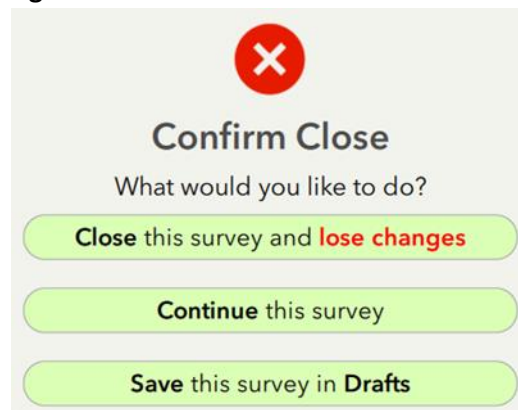 Confirm Close
What would you like to do?
Close this survey and lose changes
Continue this survey
Save this survey in Drafts